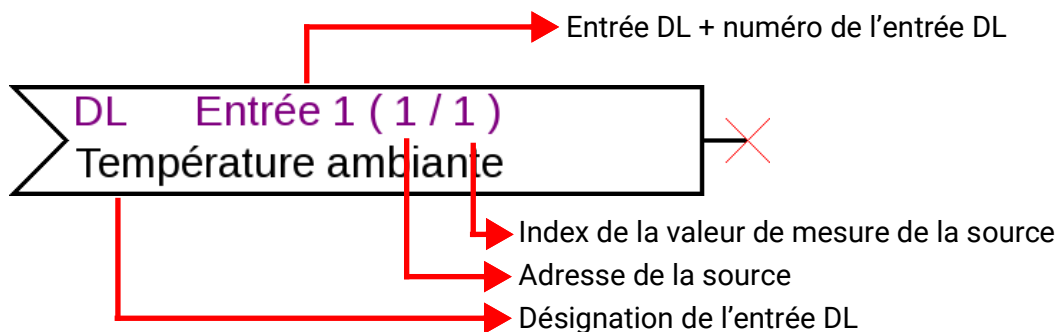 Entrée DL + numéro de l’entrée DL
DL Entrée 1 ( 1 / 1 )
Température ambiante
Index de la valeur de mesure de la source
Adresse de la source
Désignation de l’entrée DL